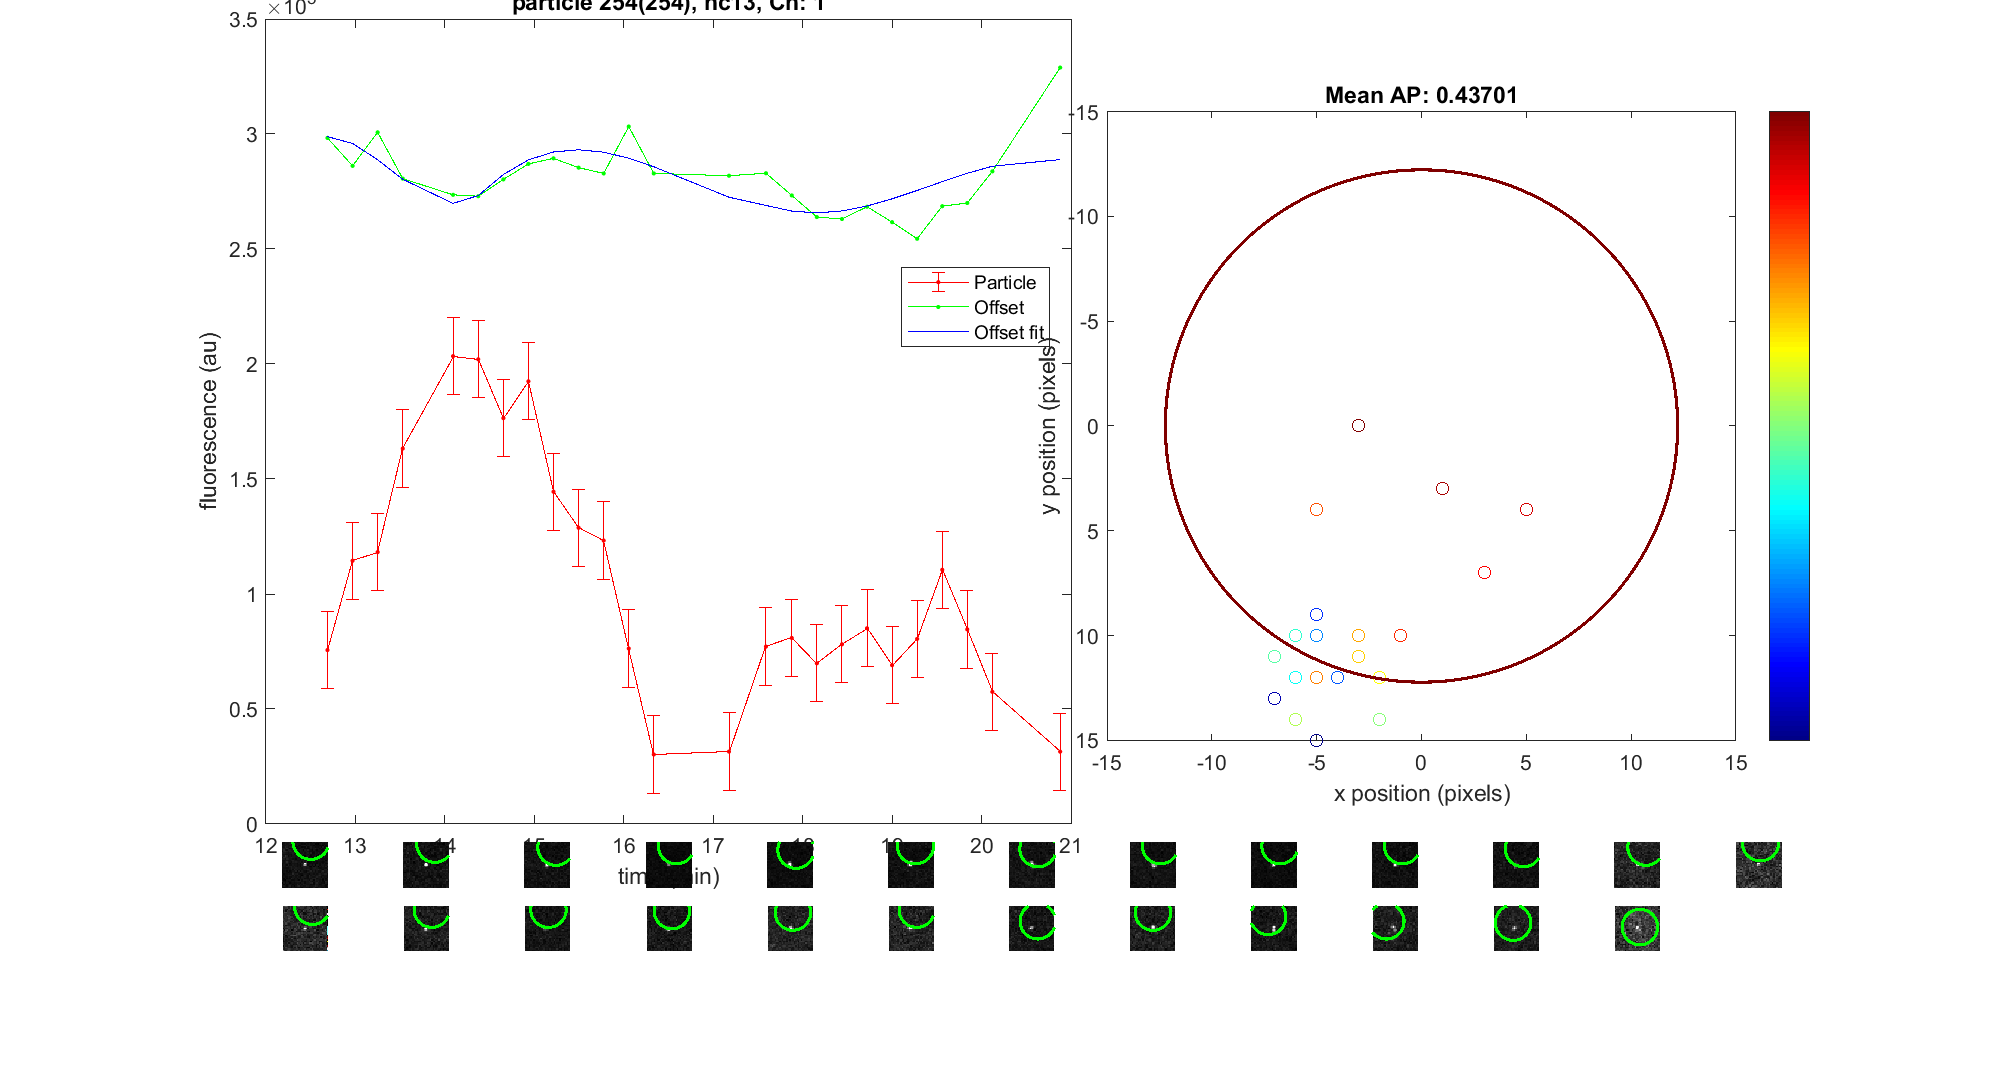 particle 254(254), nc13, Ch: 1
3.5
3
2.5
2
1.5
1
0.5
0
fluorescence (au)
Particle
Offset
Offset fit
12 13 14 15 16 17 18 19 20 21
Mean AP: 0.43701
-15
-10
-5
0
5
10
15
y position (pixels)
-15 -10 -5 0 5 10 15
x position (pixels)